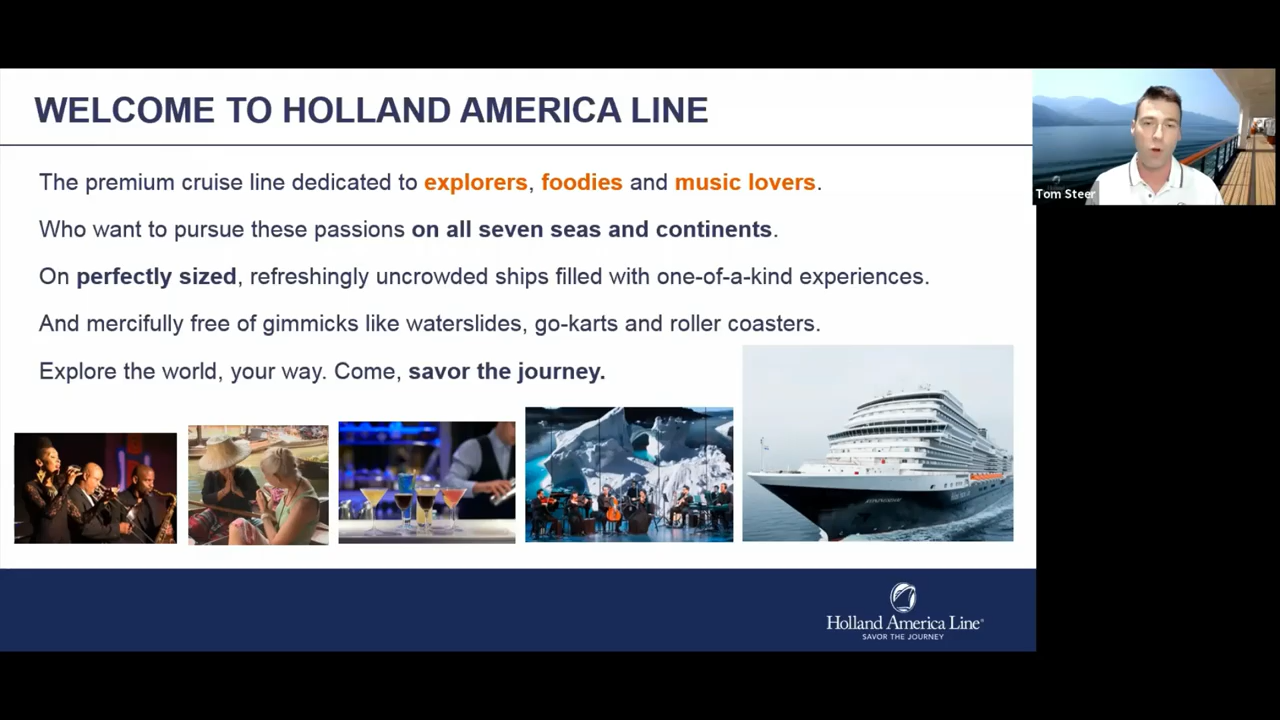 WELCOME TO HOLLAND AMERICA LINE
The premium cruise line dedicated to explorers, foodies and music lovers.
Who want to pursue these passions on all seven seas and continents.
On perfectly sized, refreshingly uncrowded ships filled with one-of-a-kind experiences.
And mercifully free of gimmicks like waterslides, go-karts and roller coasters.
Explore the world, your way. Come, savor the journey.
Tom Steer
Holland America Line®
SAVOR THE JOURNEY